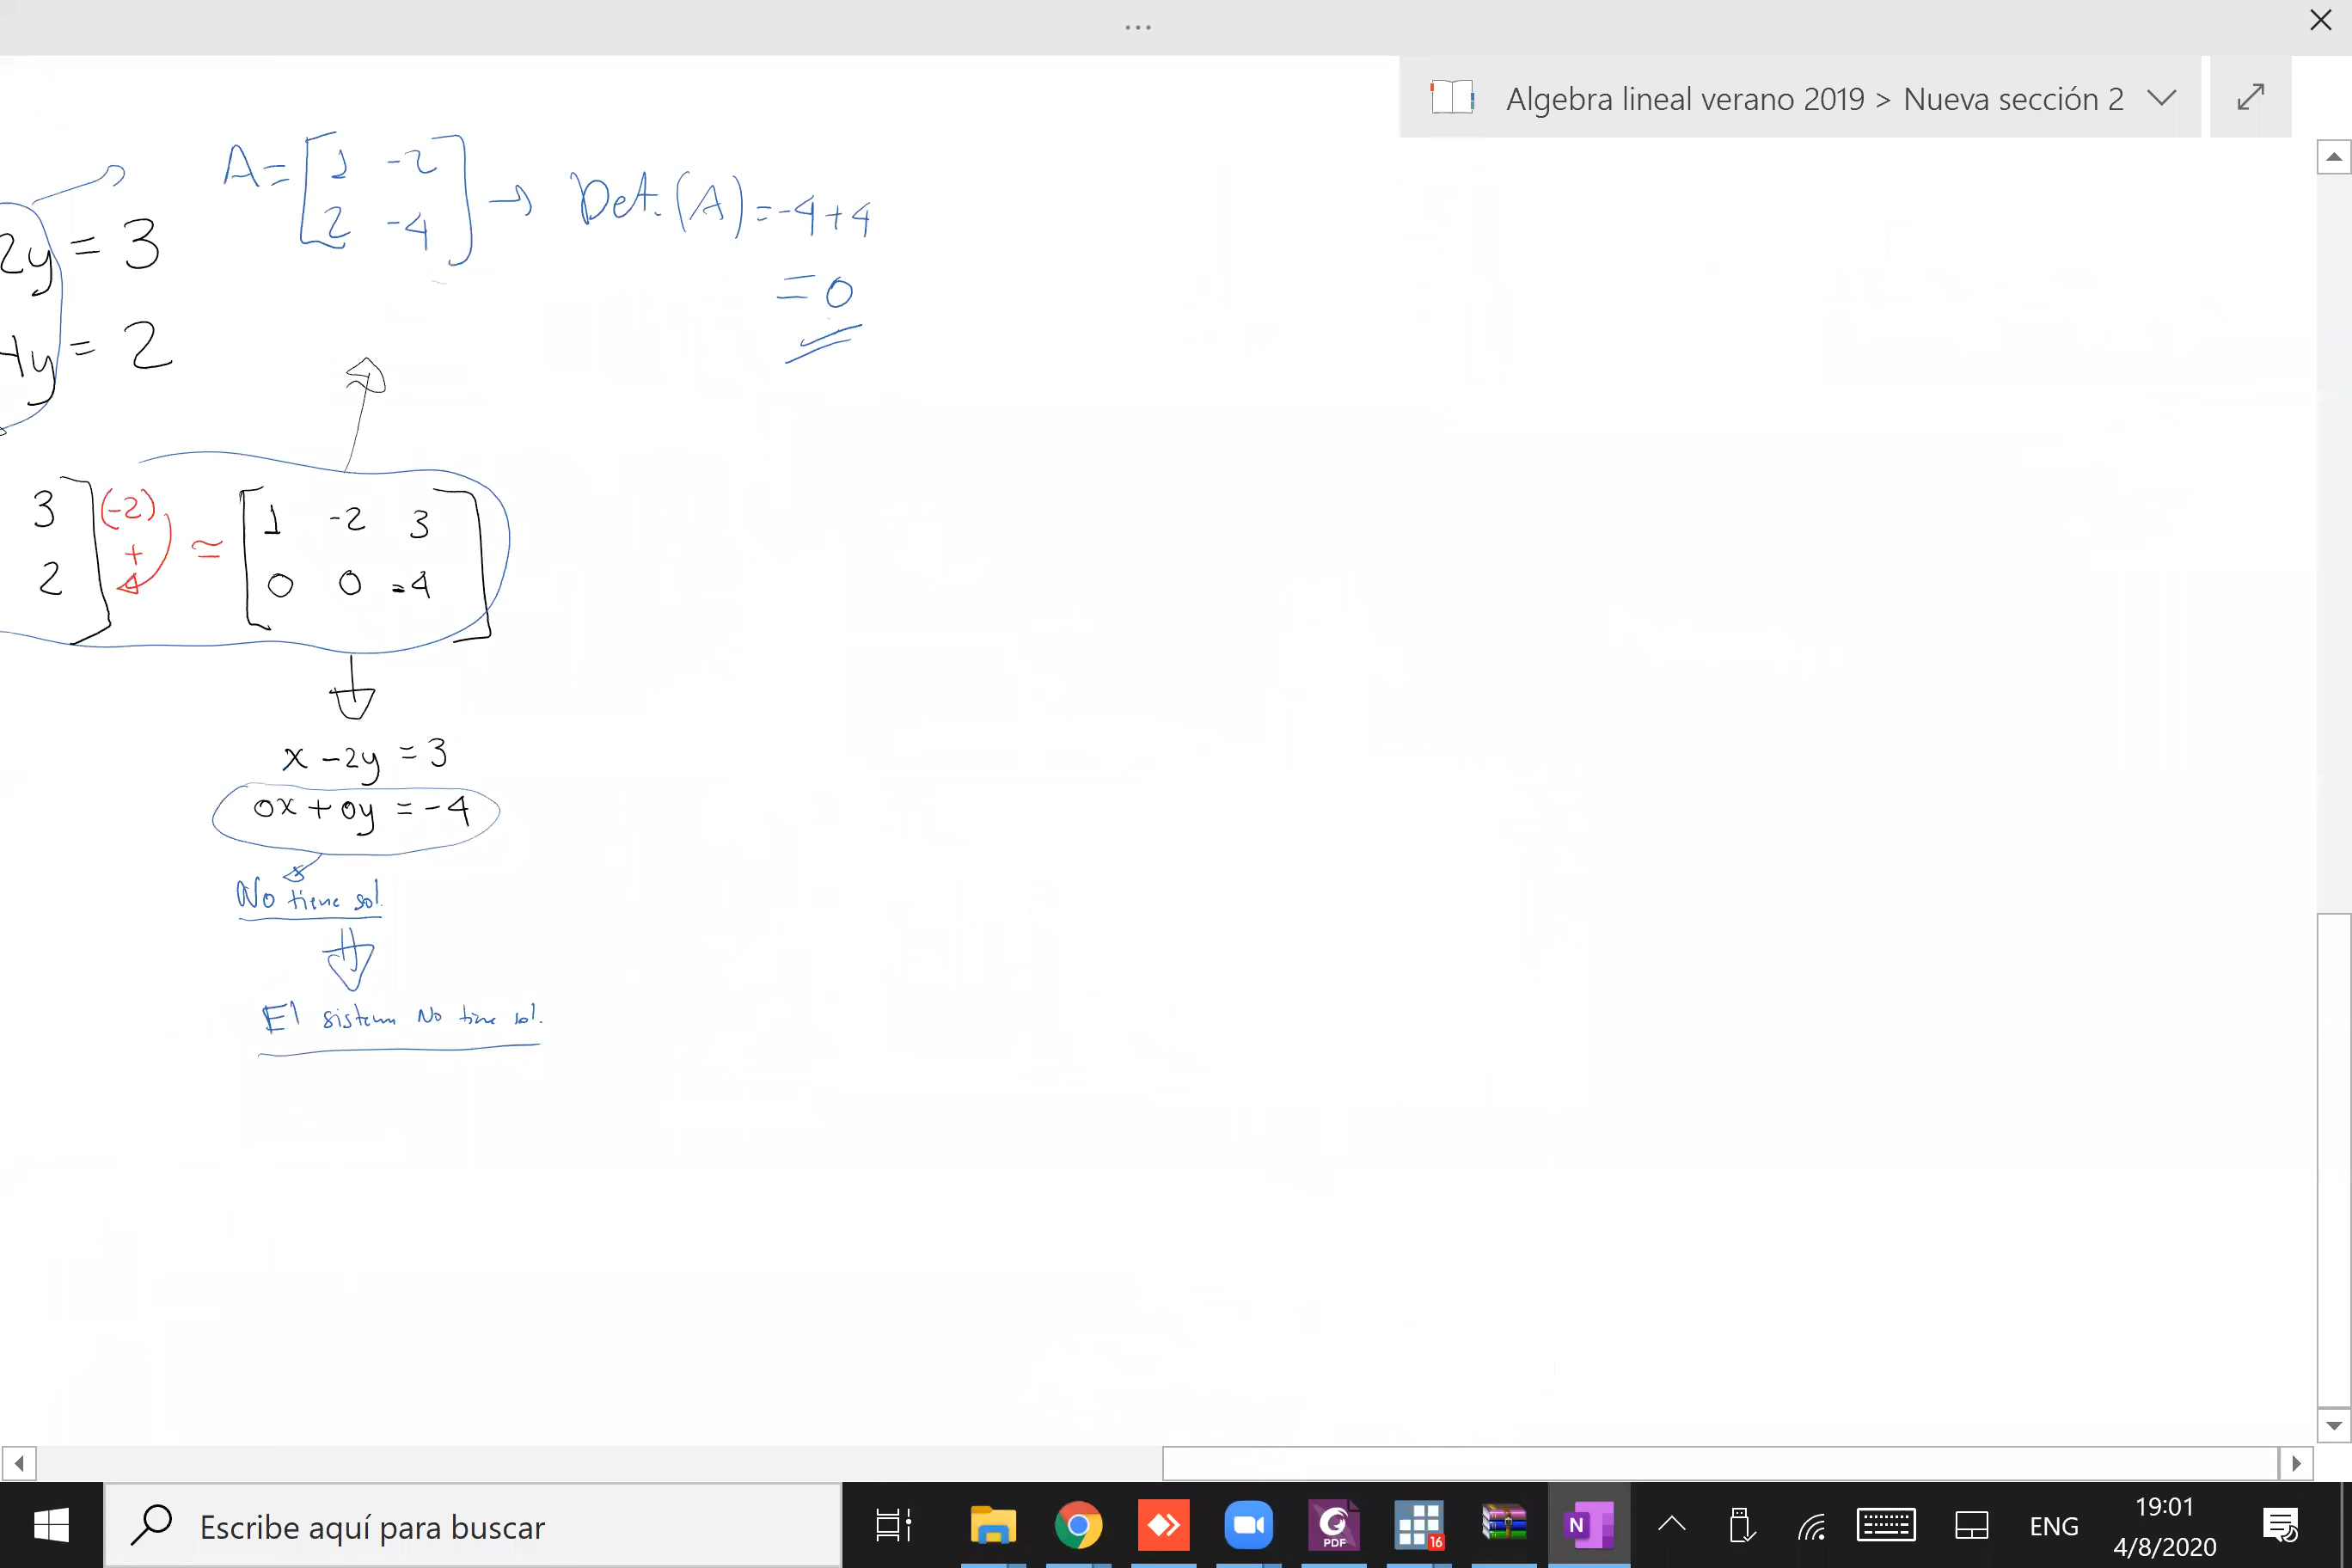 ...
Algebra lineal verano 2019 > Nueva sección 2
A = [ 1 -2
2 -4 ] → Det. (A) = -4 + 4
= 0
2y = 3
4y = 2
3
2 ] (-2)
+
≃ [ 1 -2 3
0 0 -4 ]
x - 2y = 3
0x + 0y = -4
No tiene sol.
El sistema No tiene sol.
Escribe aquí para buscar
PDF
16
N
ENG
19:01
4/8/2020